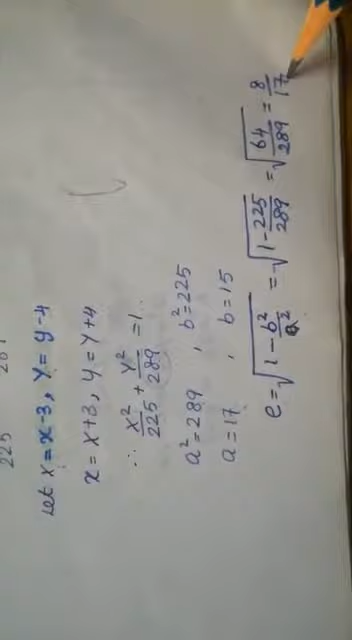 225 289
Let X = x-3, Y = y-4
x = X+3, y = Y+4
∴ X²/225 + Y²/289 = 1.
a² = 289 , b² = 225
a = 17 , b = 15
e = √(1 - b²/a²) = √(1 - 225/289) = √(64/289) = 8/17